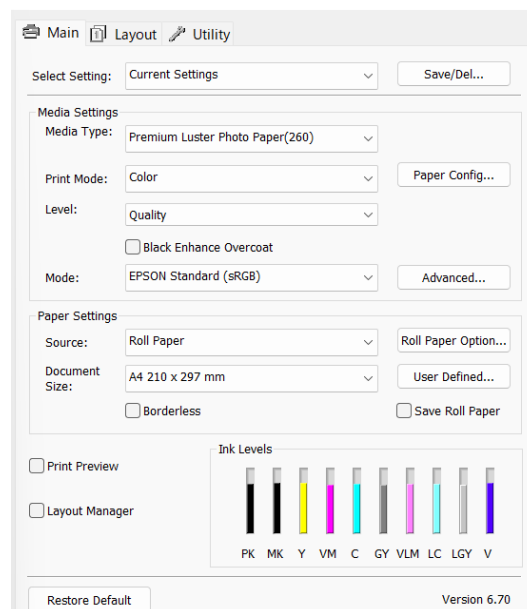 Main Layout Utility
Select Setting: Current Settings Save/Del...
Media Settings
Media Type: Premium Luster Photo Paper(260)
Print Mode: Color Paper Config...
Level: Quality
Black Enhance Overcoat
Mode: EPSON Standard (sRGB) Advanced...
Paper Settings
Source: Roll Paper Roll Paper Option...
Document Size: A4 210 x 297 mm User Defined...
Borderless Save Roll Paper
Ink Levels
Print Preview
Layout Manager
PK MK Y VM C GY VLM LC LGY V
Restore Default Version 6.70